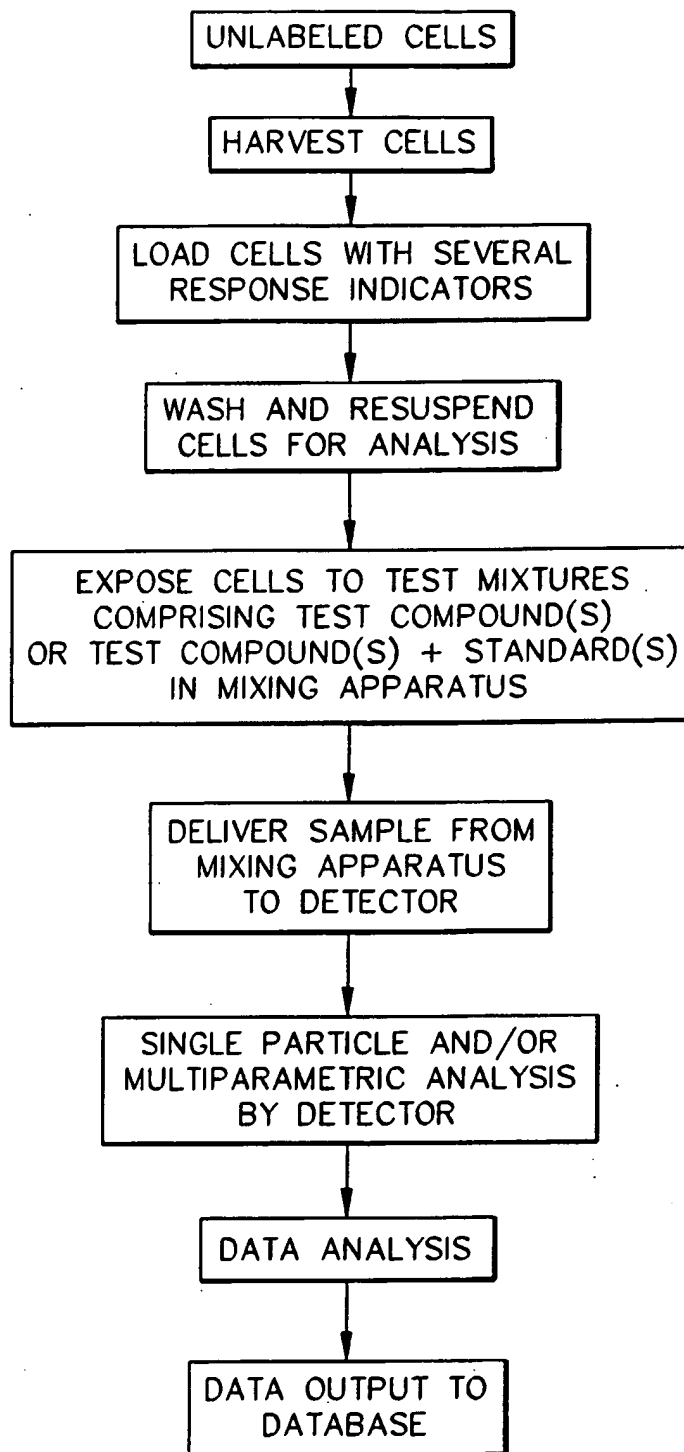 UNLABELED CELLS
HARVEST CELLS
LOAD CELLS WITH SEVERAL
RESPONSE INDICATORS
WASH AND RESUSPEND
CELLS FOR ANALYSIS
EXPOSE CELLS TO TEST MIXTURES
COMPRISING TEST COMPOUND(S)
OR TEST COMPOUND(S) + STANDARD(S)
IN MIXING APPARATUS
DELIVER SAMPLE FROM
MIXING APPARATUS
TO DETECTOR
SINGLE PARTICLE AND/OR
MULTIPARAMETRIC ANALYSIS
BY DETECTOR
DATA ANALYSIS
DATA OUTPUT TO
DATABASE